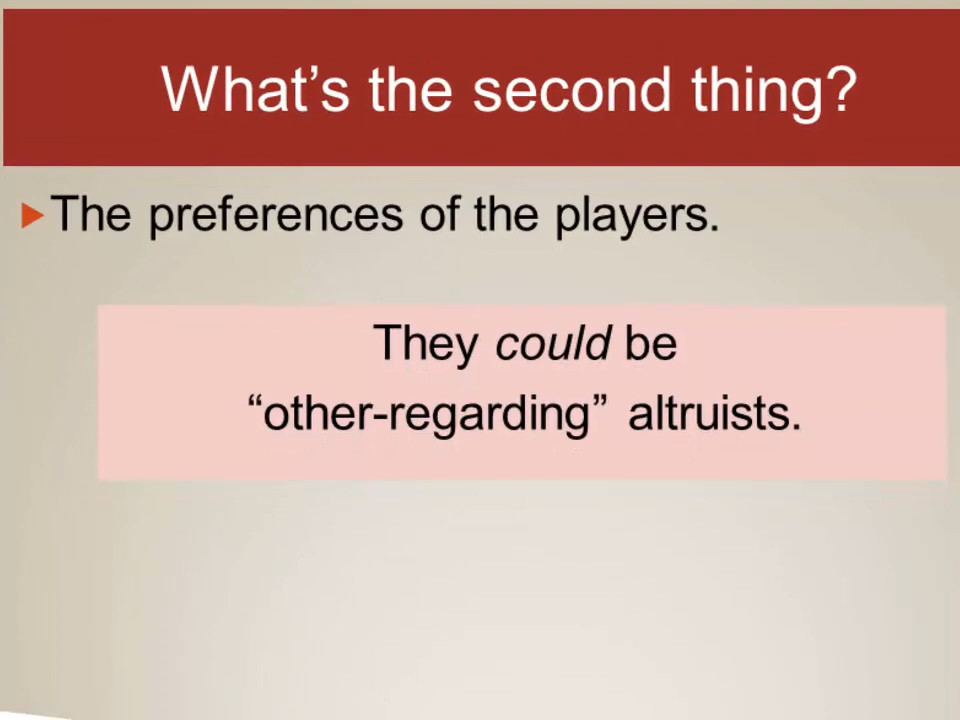 What’s the second thing?
The preferences of the players.
They could be
“other-regarding” altruists.